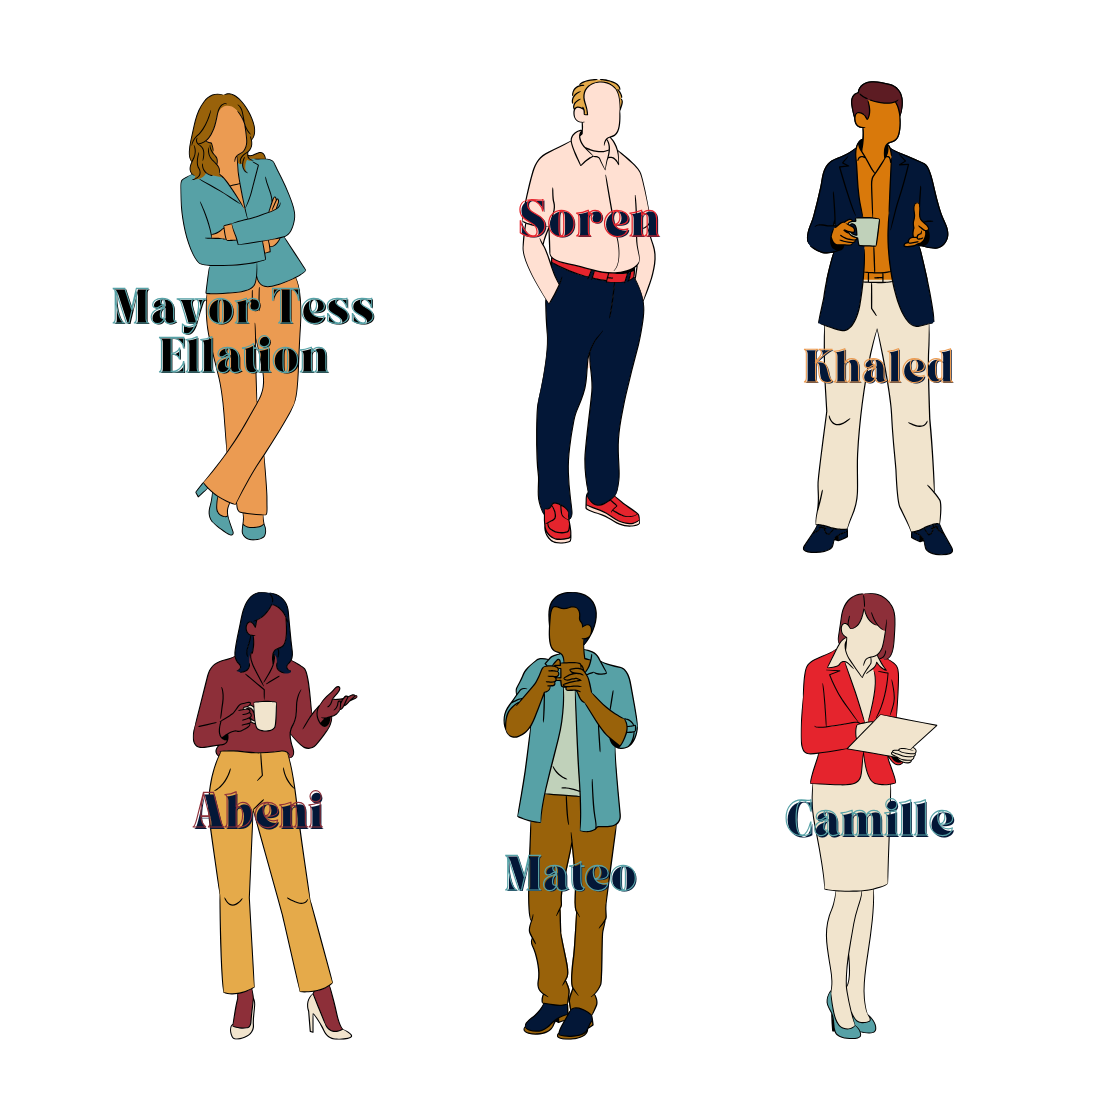 Mayor Tess
Ellation
Soren
Khaled
Abeni
Mateo
Camille